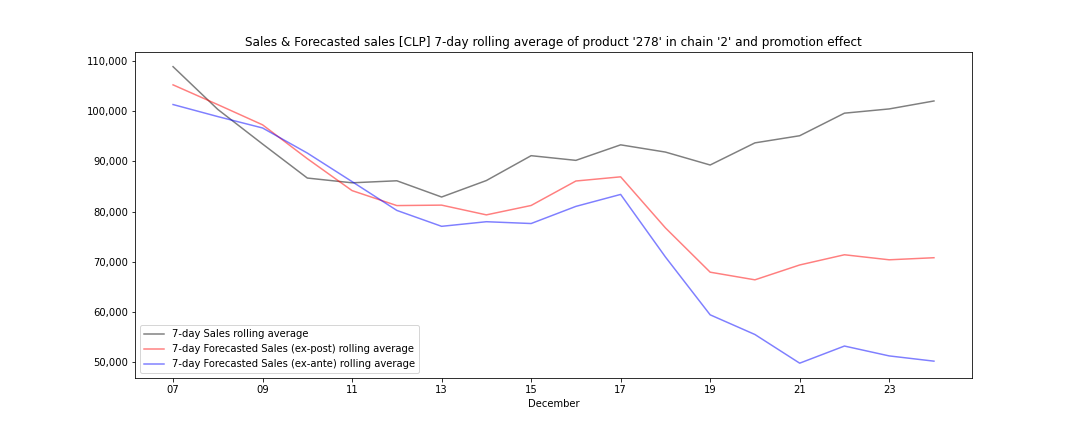 Sales & Forecasted sales [CLP] 7-day rolling average of product '278' in chain '2' and promotion effect
110,000
100,000
90,000
80,000
70,000
60,000
50,000
7-day Sales rolling average
7-day Forecasted Sales (ex-post) rolling average
7-day Forecasted Sales (ex-ante) rolling average
07 09 11 13 15 17 19 21 23
December